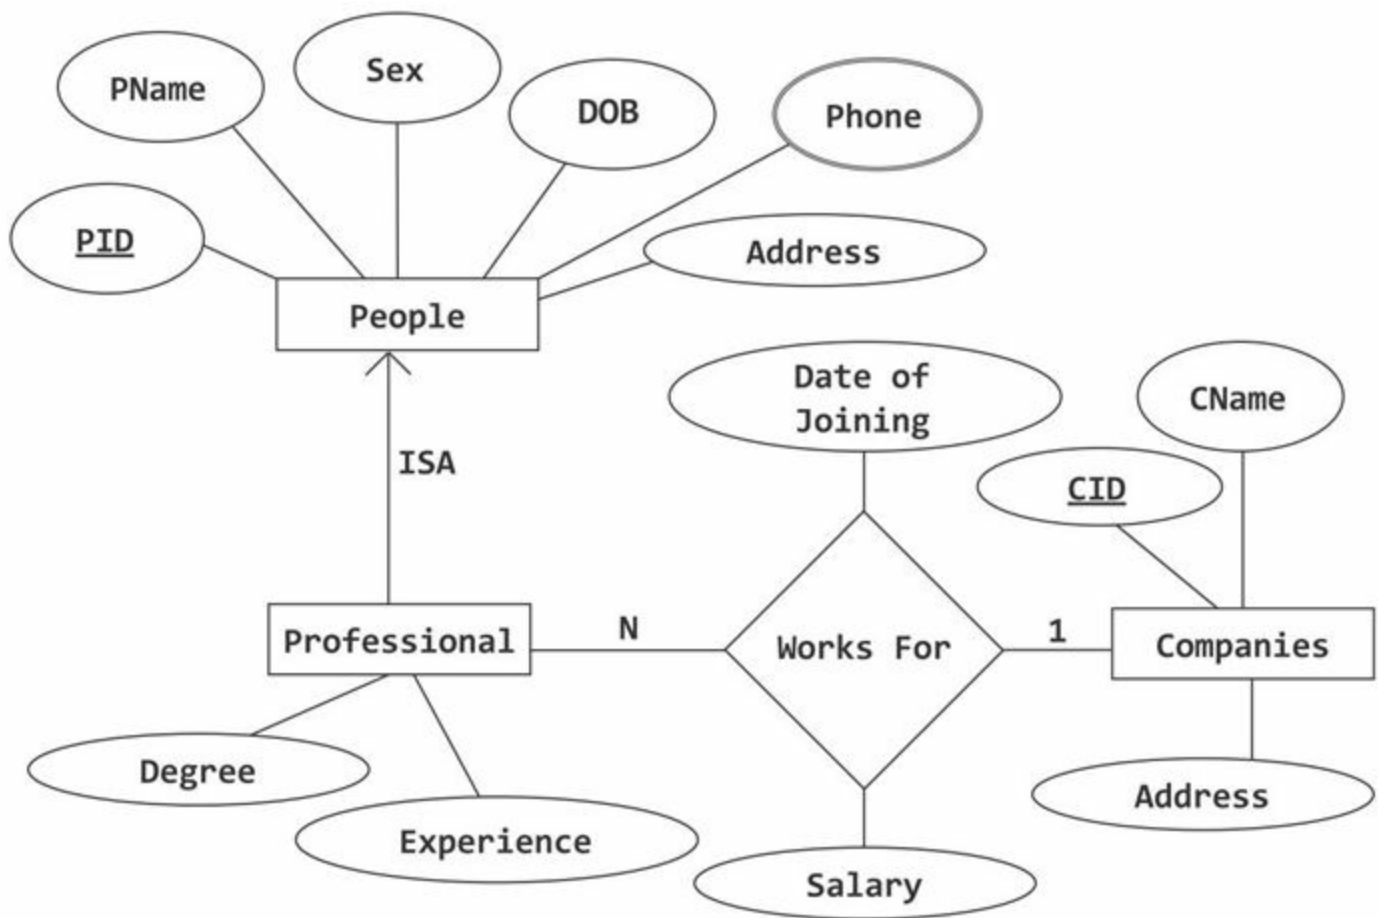 Sex
PName
DOB
Phone
PID
Address
People
Date of
Joining
CName
ISA
CID
N
1
Professional
Works For
Companies
Degree
Address
Experience
Salary